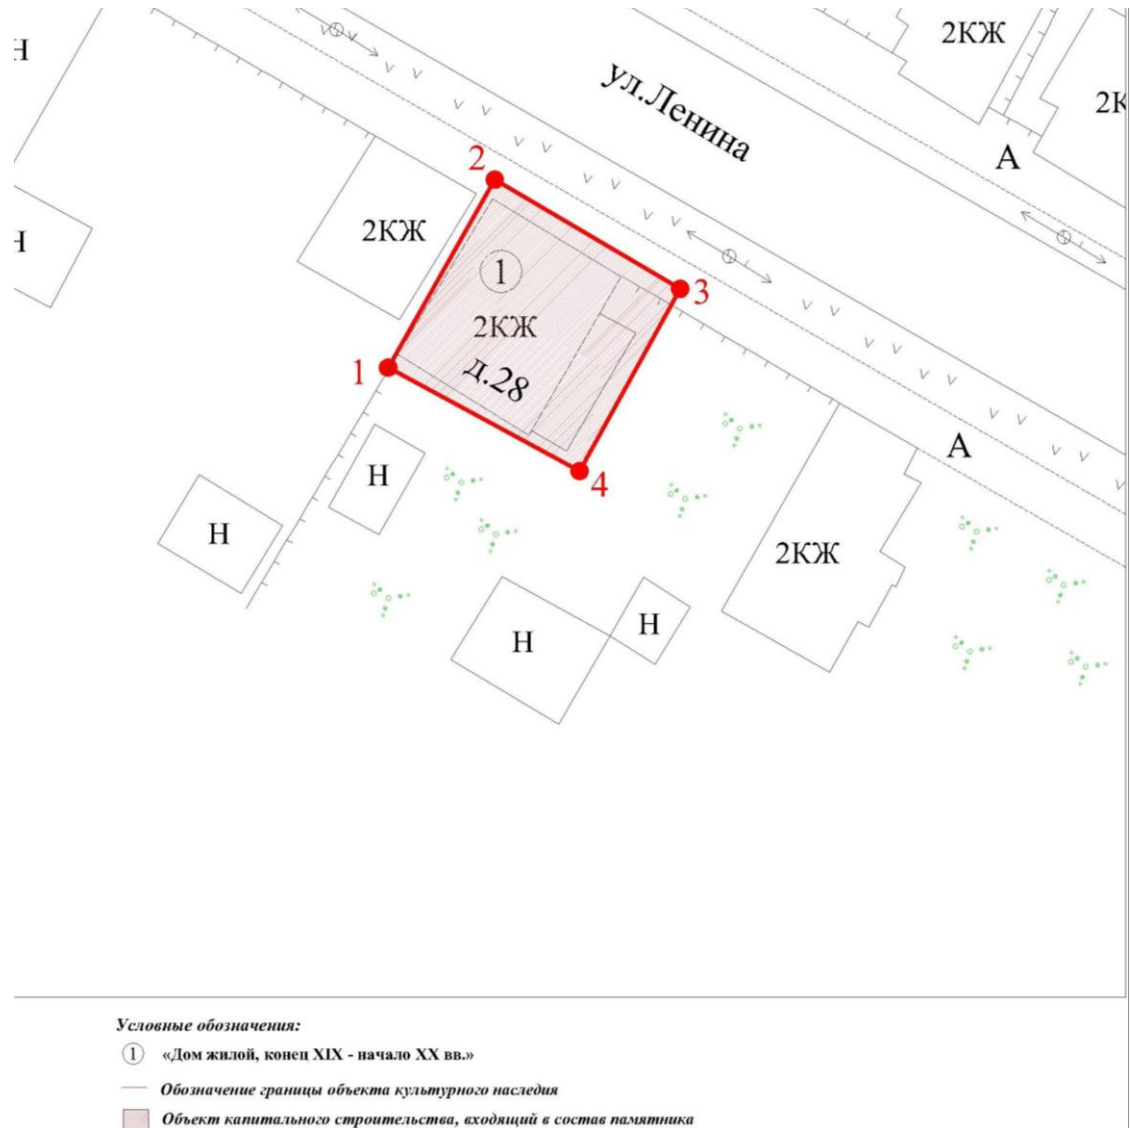 Н
2КЖ
2К
ул.Ленина
А
2
2КЖ
Н
1
3
2КЖ
д.28
1
4
А
Н
Н
2КЖ
Н
Н
Условные обозначения:
1 «Дом жилой, конец XIX - начало XX вв.»
Обозначение границы объекта культурного наследия
Объект капитального строительства, входящий в состав памятника